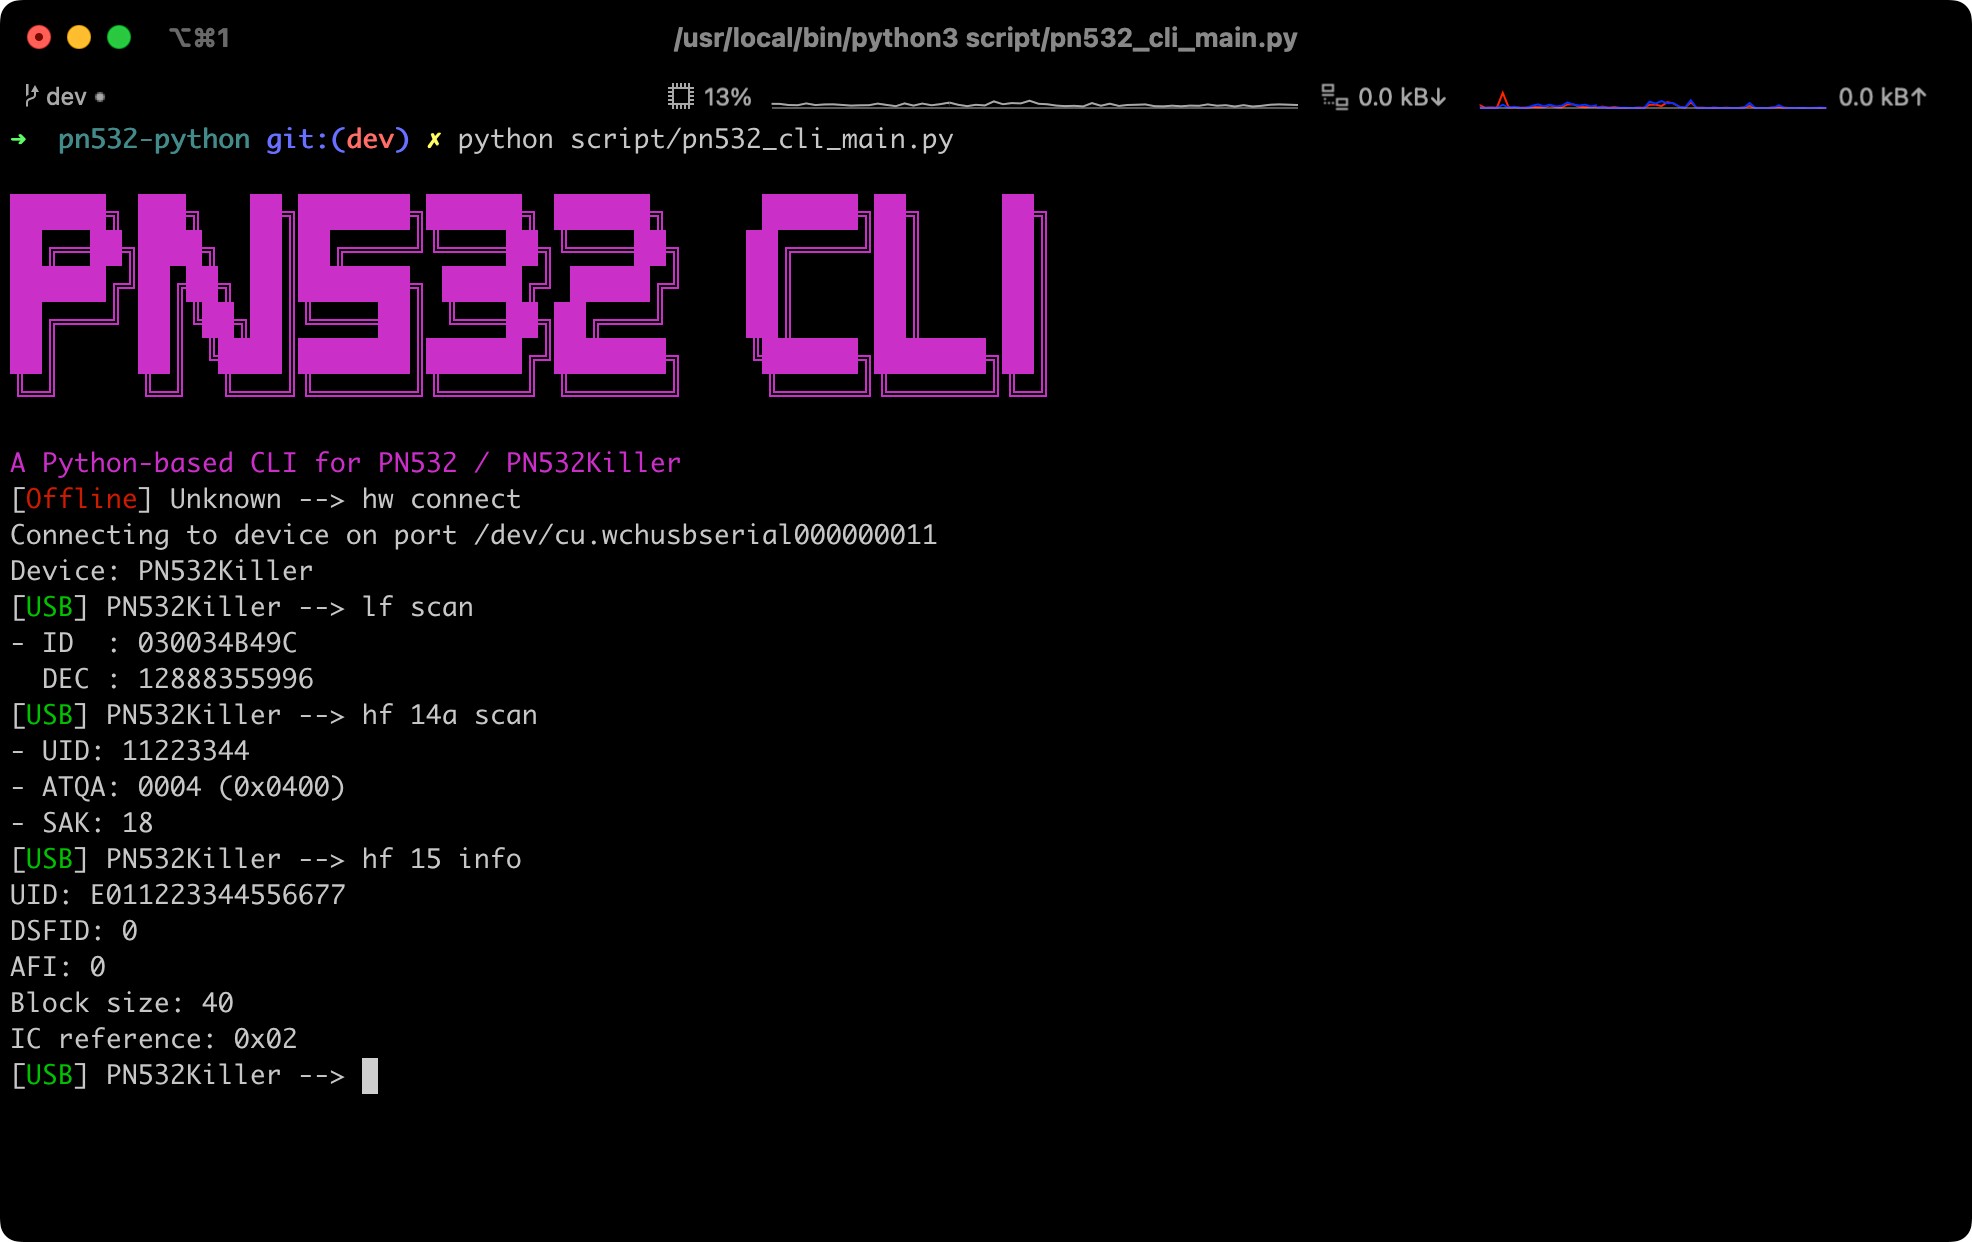 ⌥⌘1 /usr/local/bin/python3 script/pn532_cli_main.py
dev 13% 0.0 kB↓ 0.0 kB↑
➜ pn532-python git:(dev) ✗ python script/pn532_cli_main.py
PN532 CLI
A Python-based CLI for PN532 / PN532Killer
[Offline] Unknown --> hw connect
Connecting to device on port /dev/cu.wchusbserial000000011
Device: PN532Killer
[USB] PN532Killer --> lf scan
- ID  : 030034B49C
  DEC : 12888355996
[USB] PN532Killer --> hf 14a scan
- UID: 11223344
- ATQA: 0004 (0x0400)
- SAK: 18
[USB] PN532Killer --> hf 15 info
UID: E011223344556677
DSFID: 0
AFI: 0
Block size: 40
IC reference: 0x02
[USB] PN532Killer -->